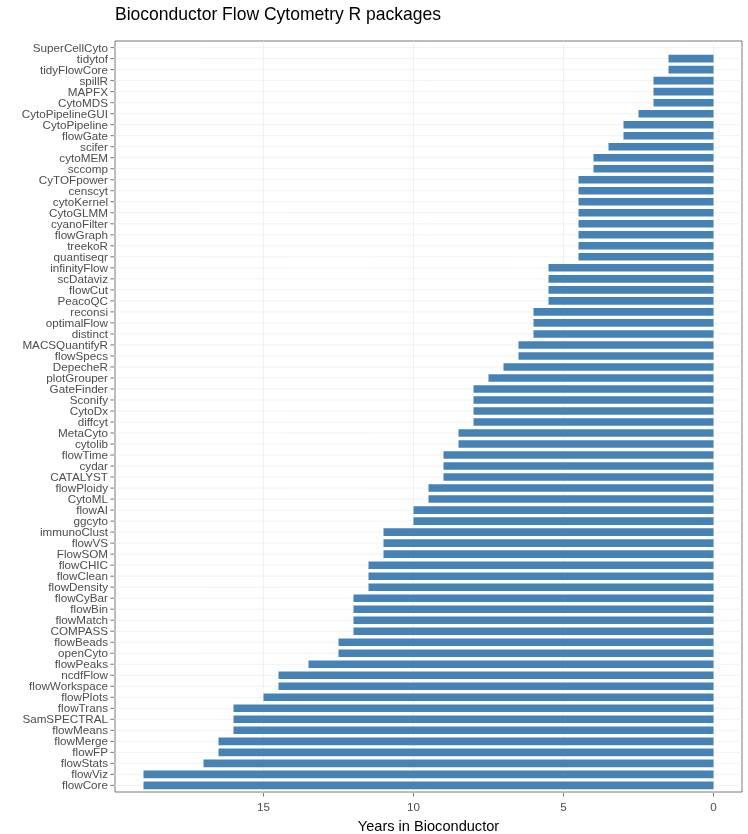 Bioconductor Flow Cytometry R packages
SuperCellCyto
tidytof
tidyFlowCore
spillR
MAPFX
CytoMDS
CytoPipelineGUI
CytoPipeline
flowGate
scifer
cytoMEM
sccomp
CyTOFpower
censcyt
cytoKernel
CytoGLMM
cyanoFilter
flowGraph
treekoR
quantiseqr
infinityFlow
scDataviz
flowCut
PeacoQC
reconsi
optimalFlow
distinct
MACSQuantifyR
flowSpecs
DepecheR
plotGrouper
GateFinder
Sconify
CytoDx
diffcyt
MetaCyto
cytolib
flowTime
cydar
CATALYST
flowPloidy
CytoML
flowAI
ggcyto
immunoClust
flowVS
FlowSOM
flowCHIC
flowClean
flowDensity
flowCyBar
flowBin
flowMatch
COMPASS
flowBeads
openCyto
flowPeaks
ncdfFlow
flowWorkspace
flowPlots
flowTrans
SamSPECTRAL
flowMeans
flowMerge
flowFP
flowStats
flowViz
flowCore
15 10 5 0
Years in Bioconductor